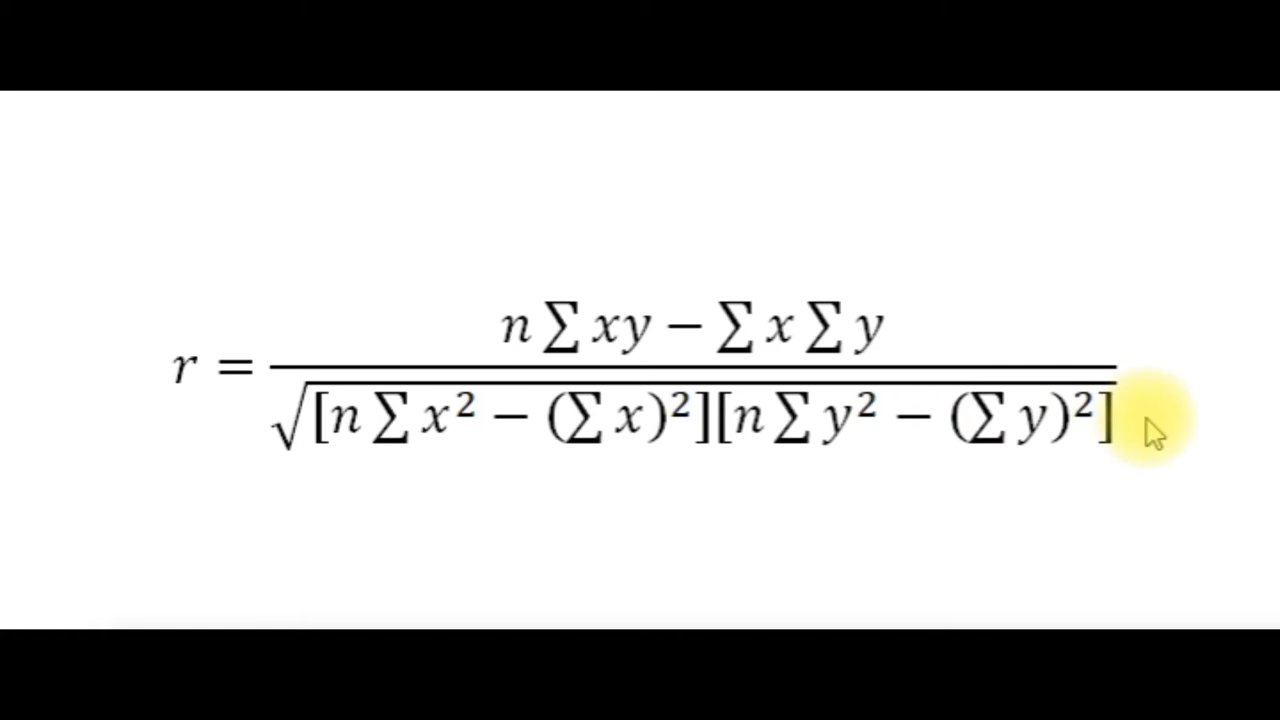 r = \frac{n \sum xy - \sum x \sum y}{\sqrt{[n \sum x^2 - (\sum x)^2][n \sum y^2 - (\sum y)^2]}}